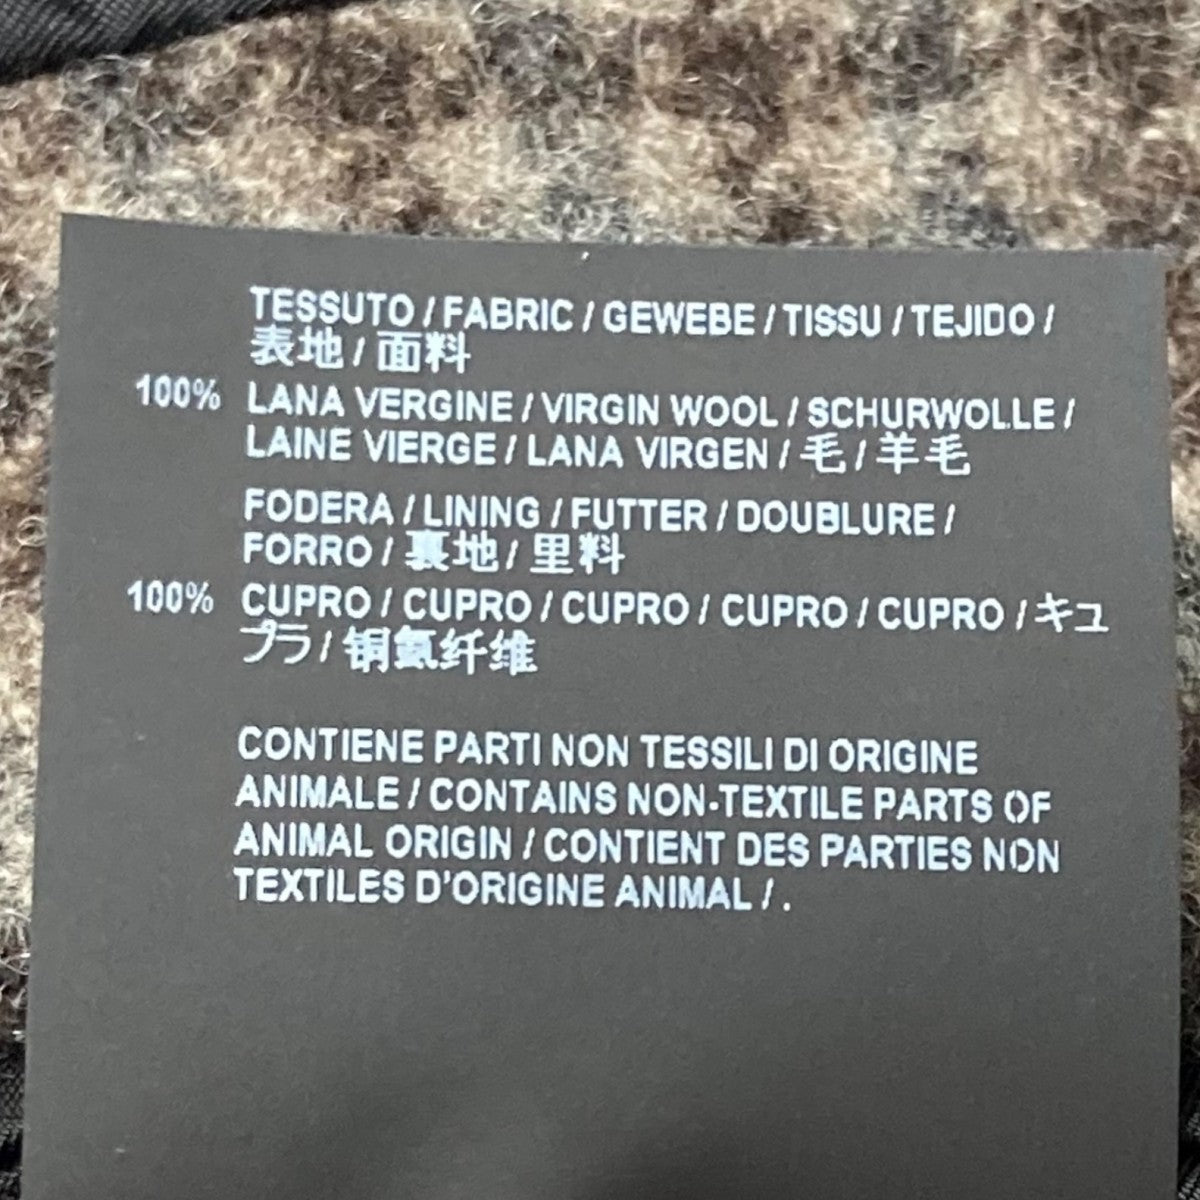 TESSUTO / FABRIC / GEWEBE / TISSU / TEJIDO /
表地 / 面料
100% LANA VERGINE / VIRGIN WOOL / SCHURWOLLE /
LAINE VIERGE / LANA VIRGEN / 毛 / 羊毛
FODERA / LINING / FUTTER / DOUBLURE /
FORRO / 裏地 / 里料
100% CUPRO / CUPRO / CUPRO / CUPRO / CUPRO / キュ
プラ / 铜氨纤维
CONTIENE PARTI NON TESSILI DI ORIGINE
ANIMALE / CONTAINS NON-TEXTILE PARTS OF
ANIMAL ORIGIN / CONTIENT DES PARTIES NON
TEXTILES D'ORIGINE ANIMAL / .